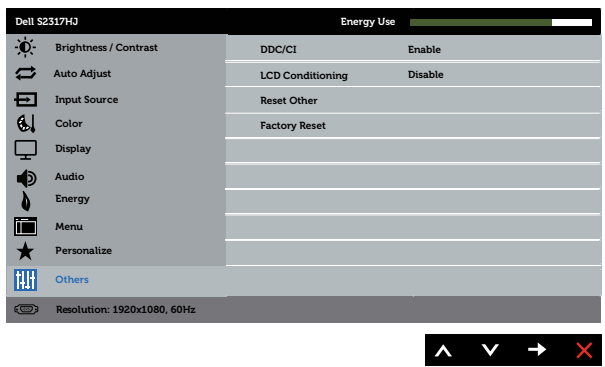 Dell S2317HJ Energy Use
Brightness / Contrast DDC/CI Enable
Auto Adjust LCD Conditioning Disable
Input Source Reset Other
Color Factory Reset
Display
Audio
Energy
Menu
Personalize
Others
Resolution: 1920x1080, 60Hz